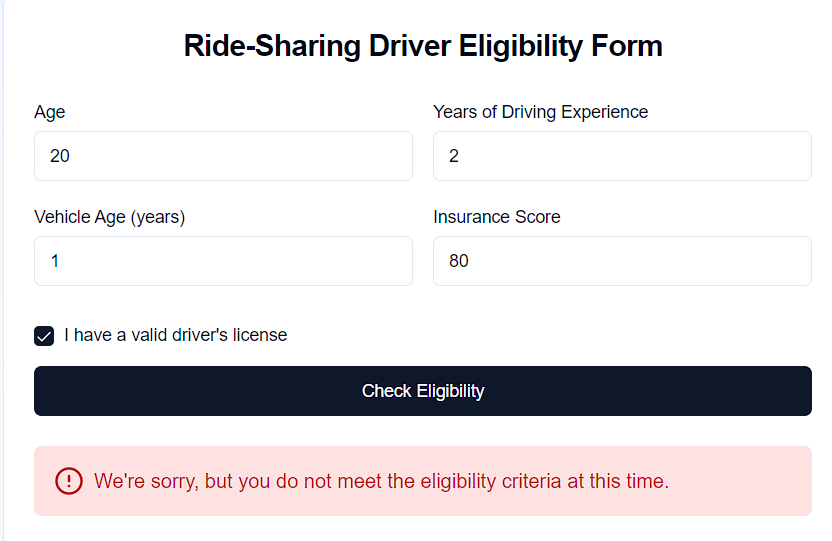 Ride-Sharing Driver Eligibility Form
Age
Years of Driving Experience
20
2
Vehicle Age (years)
Insurance Score
1
80
I have a valid driver's license
Check Eligibility
We're sorry, but you do not meet the eligibility criteria at this time.